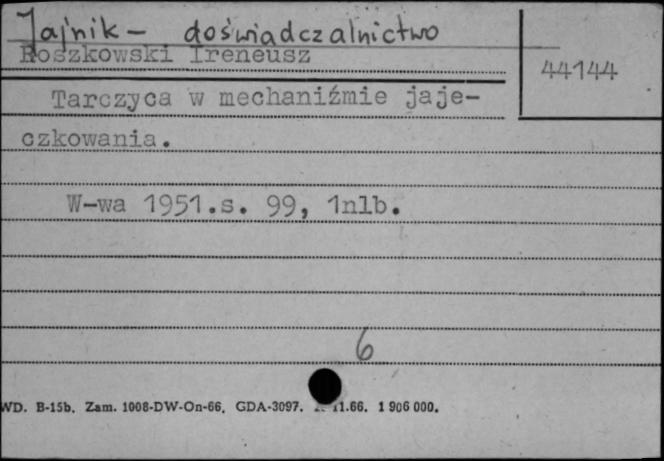 Jajnik - doświadczalnictwo
Roszkowski Ireneusz
44144
Tarczyca w mechaniźmie jaje-
czkowania.
W-wa 1951.s. 99, 1nlb.
6
WD. B-15b. Zam. 1008-DW-On-66. GDA-3097. 11.66. 1 906 000.